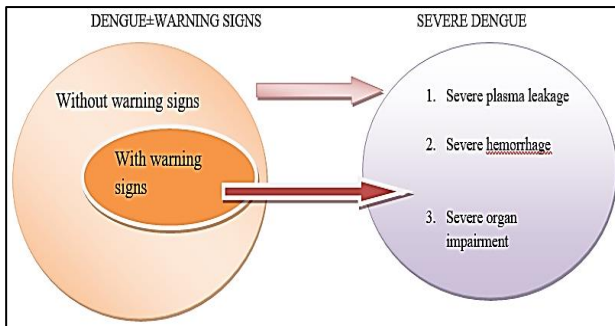 DENGUE±WARNING SIGNS
SEVERE DENGUE
Without warning signs
With warning
signs
1. Severe plasma leakage
2. Severe hemorrhage
3. Severe organ
impairment